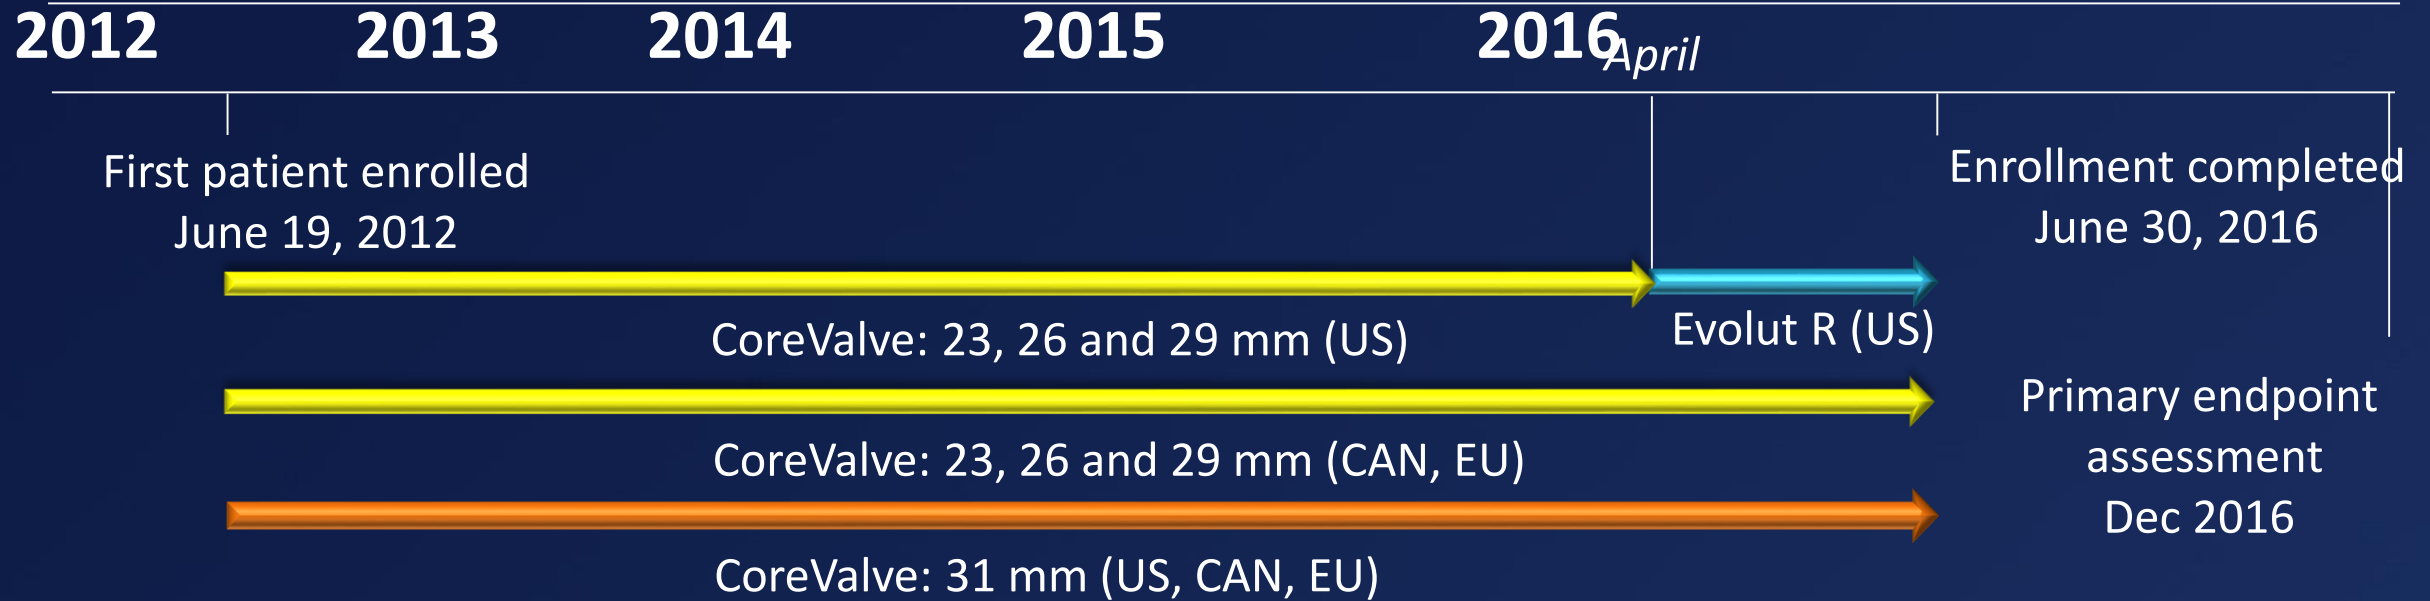 2012 2013 2014 2015 2016 April
First patient enrolled
June 19, 2012
Enrollment completed
June 30, 2016
CoreValve: 23, 26 and 29 mm (US)
Evolut R (US)
CoreValve: 23, 26 and 29 mm (CAN, EU)
Primary endpoint
assessment
Dec 2016
CoreValve: 31 mm (US, CAN, EU)